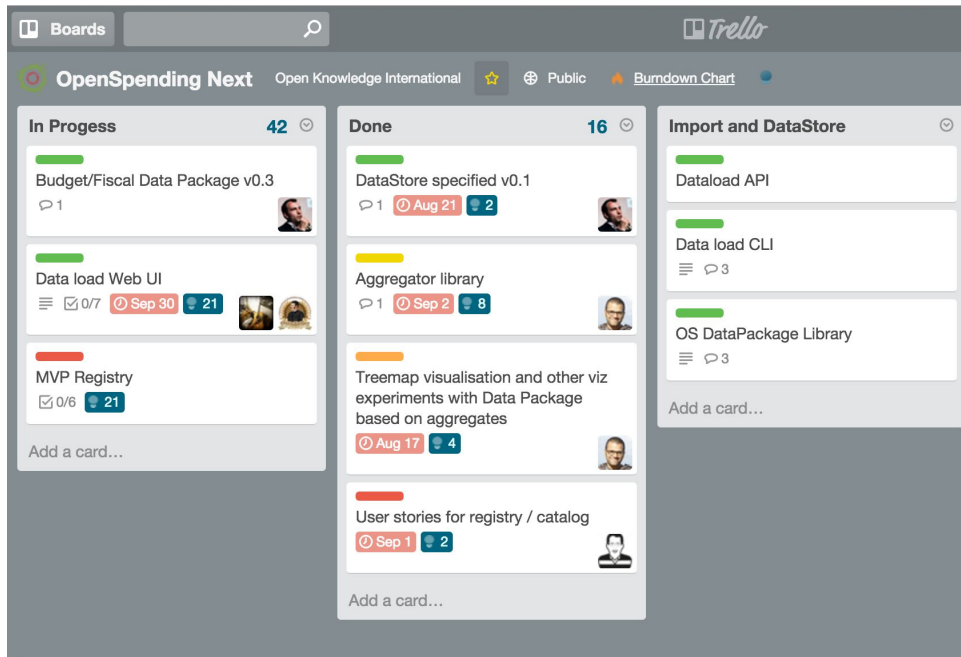 Boards
Trello
OpenSpending Next Open Knowledge International Public Burndown Chart
In Progess 42
Budget/Fiscal Data Package v0.3
1
Data load Web UI
0/7 Sep 30 21
MVP Registry
0/6 21
Add a card…
Done 16
DataStore specified v0.1
1 Aug 21 2
Aggregator library
1 Sep 2 8
Treemap visualisation and other viz
experiments with Data Package
based on aggregates
Aug 17 4
User stories for registry / catalog
Sep 1 2
Add a card…
Import and DataStore
Dataload API
Data load CLI
3
OS DataPackage Library
3
Add a card…